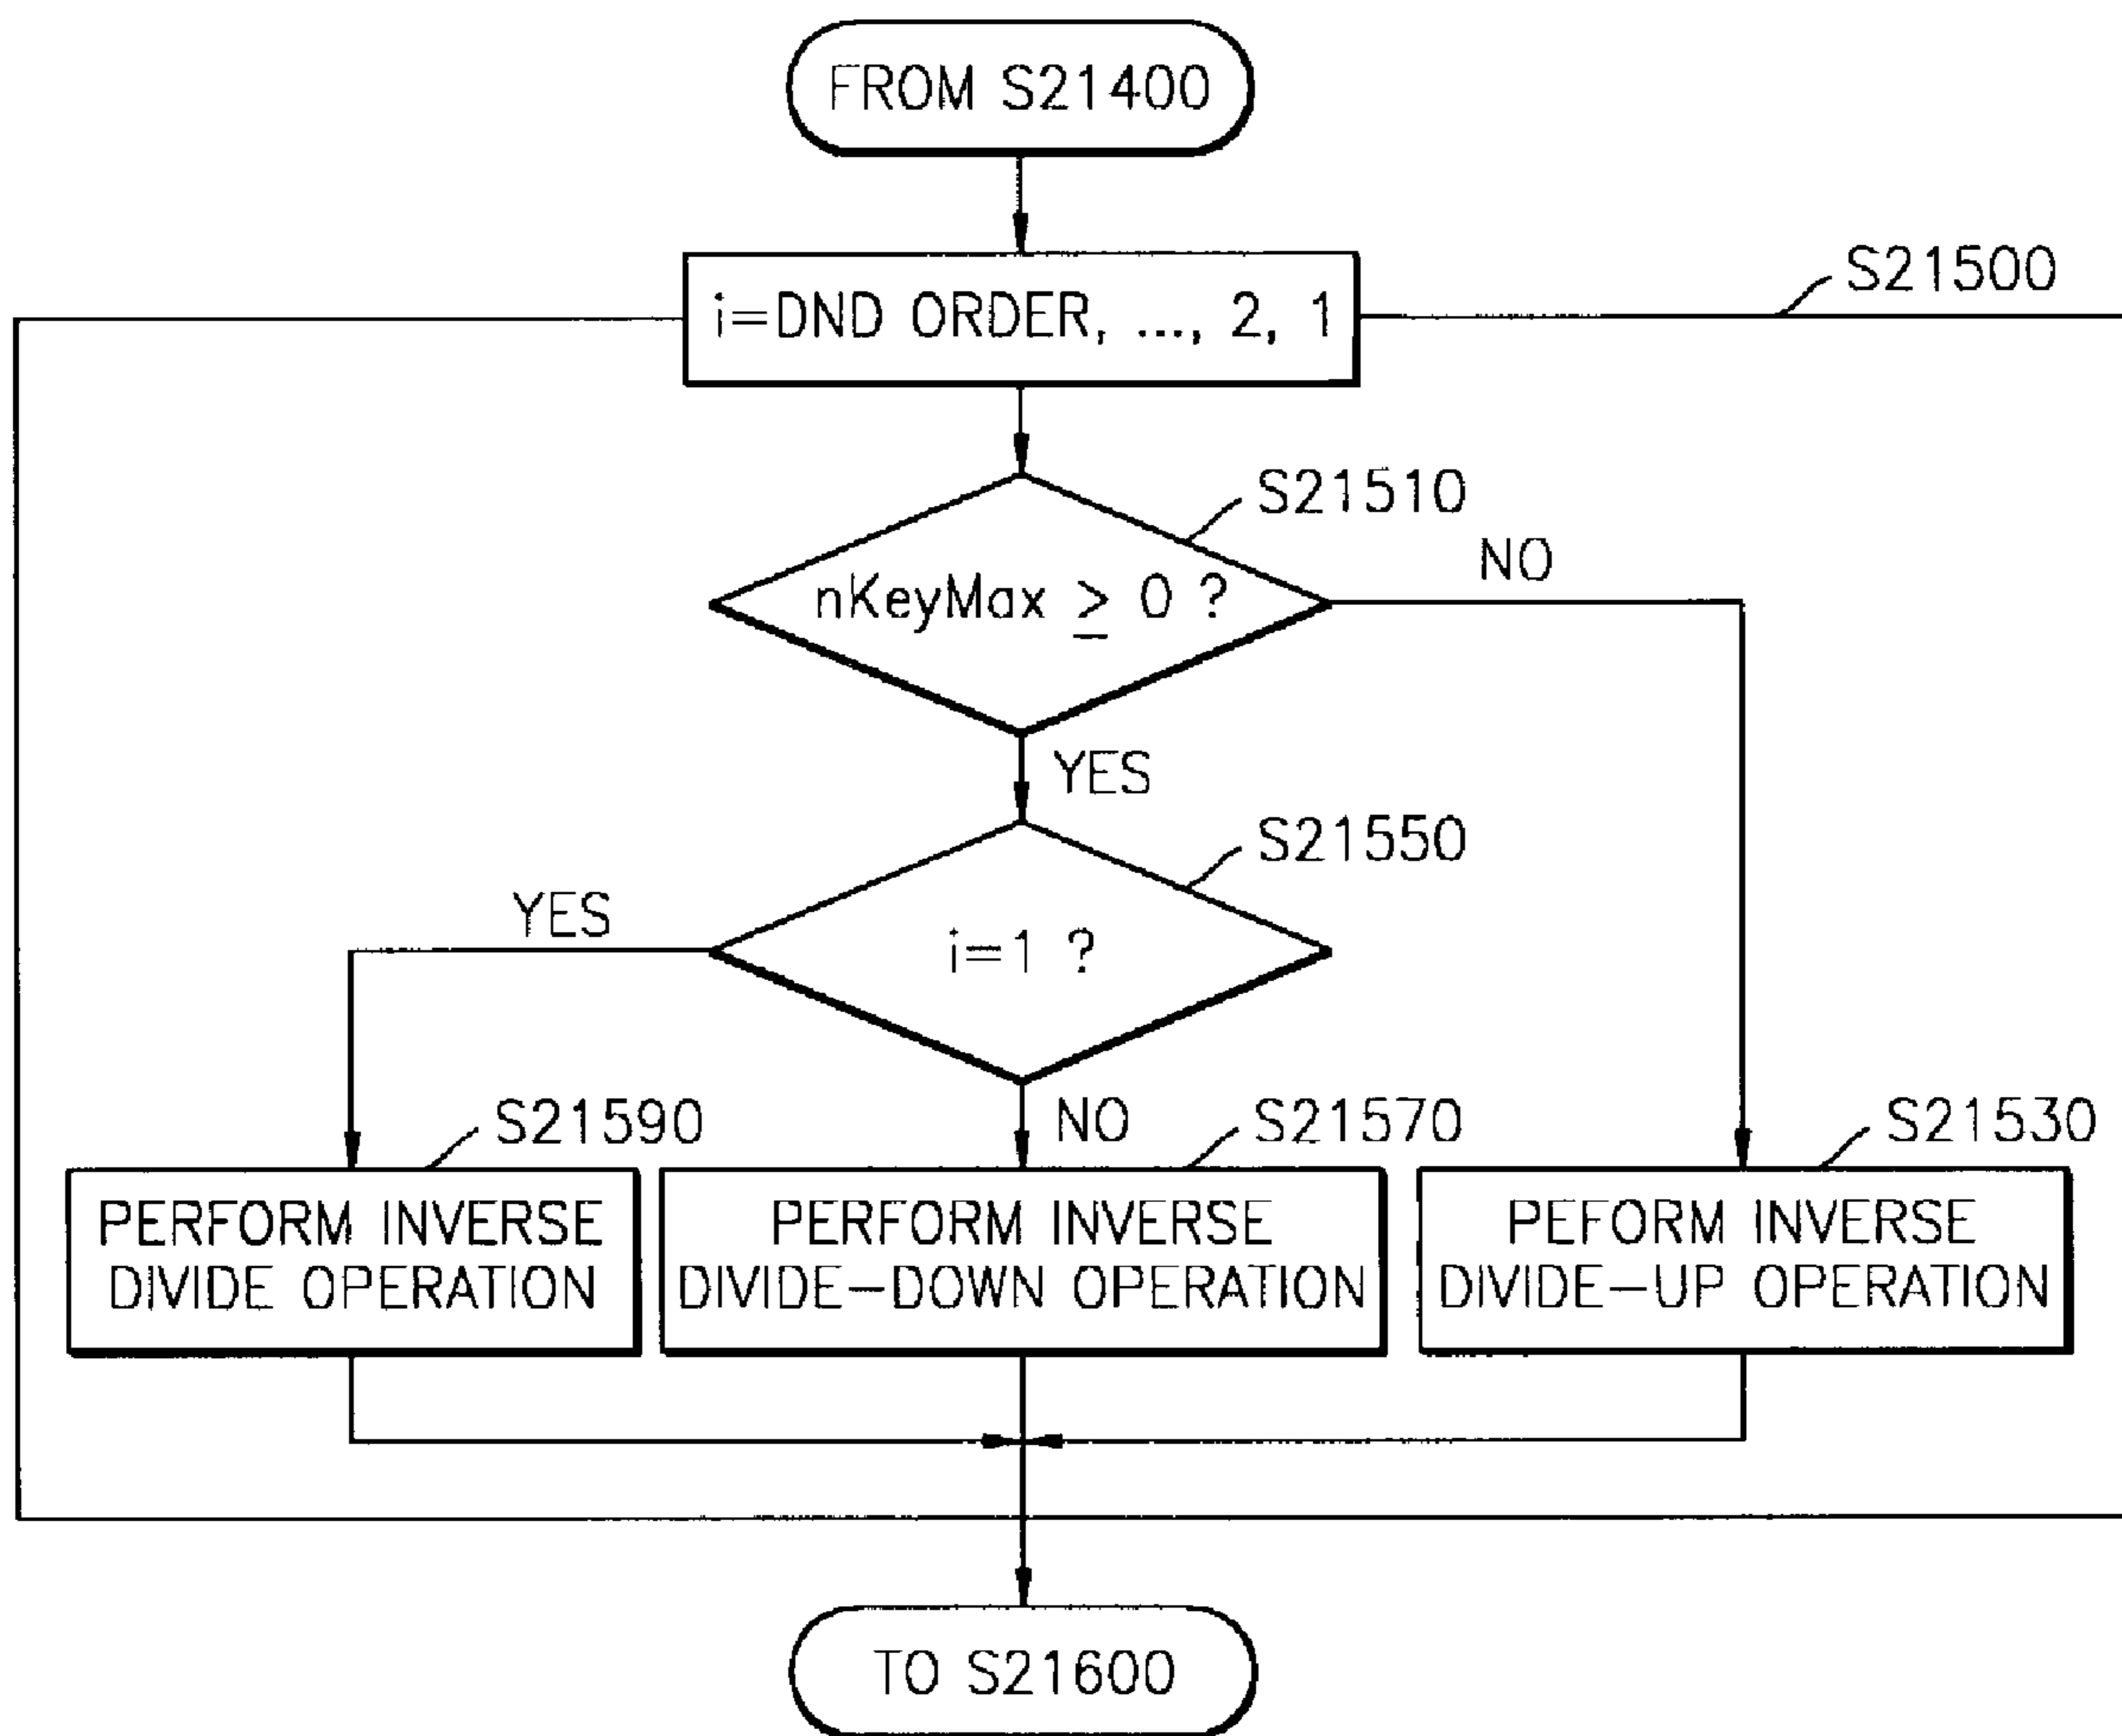 FROM S21400
S21500
i=DND ORDER, ..., 2, 1
S21510
nKeyMax ≥ 0 ?
NO
YES
S21550
i=1 ?
YES
NO
S21590
S21570
S21530
PERFORM INVERSE
DIVIDE OPERATION
PERFORM INVERSE
DIVIDE-DOWN OPERATION
PEFORM INVERSE
DIVIDE-UP OPERATION
TO S21600